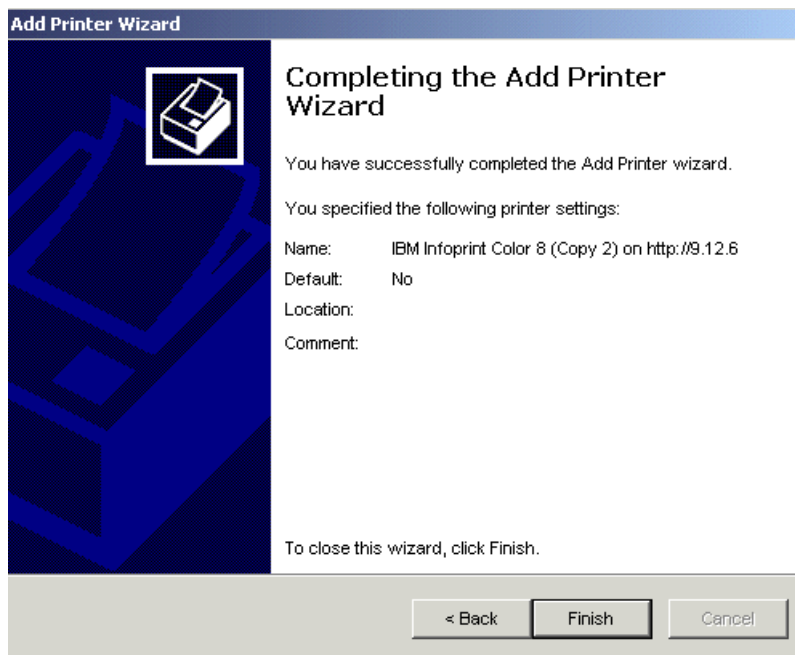 Add Printer Wizard
Completing the Add Printer
Wizard
You have successfully completed the Add Printer wizard.
You specified the following printer settings:
Name: IBM Infoprint Color 8 (Copy 2) on http://9.12.6
Default: No
Location:
Comment:
To close this wizard, click Finish.
< Back Finish Cancel